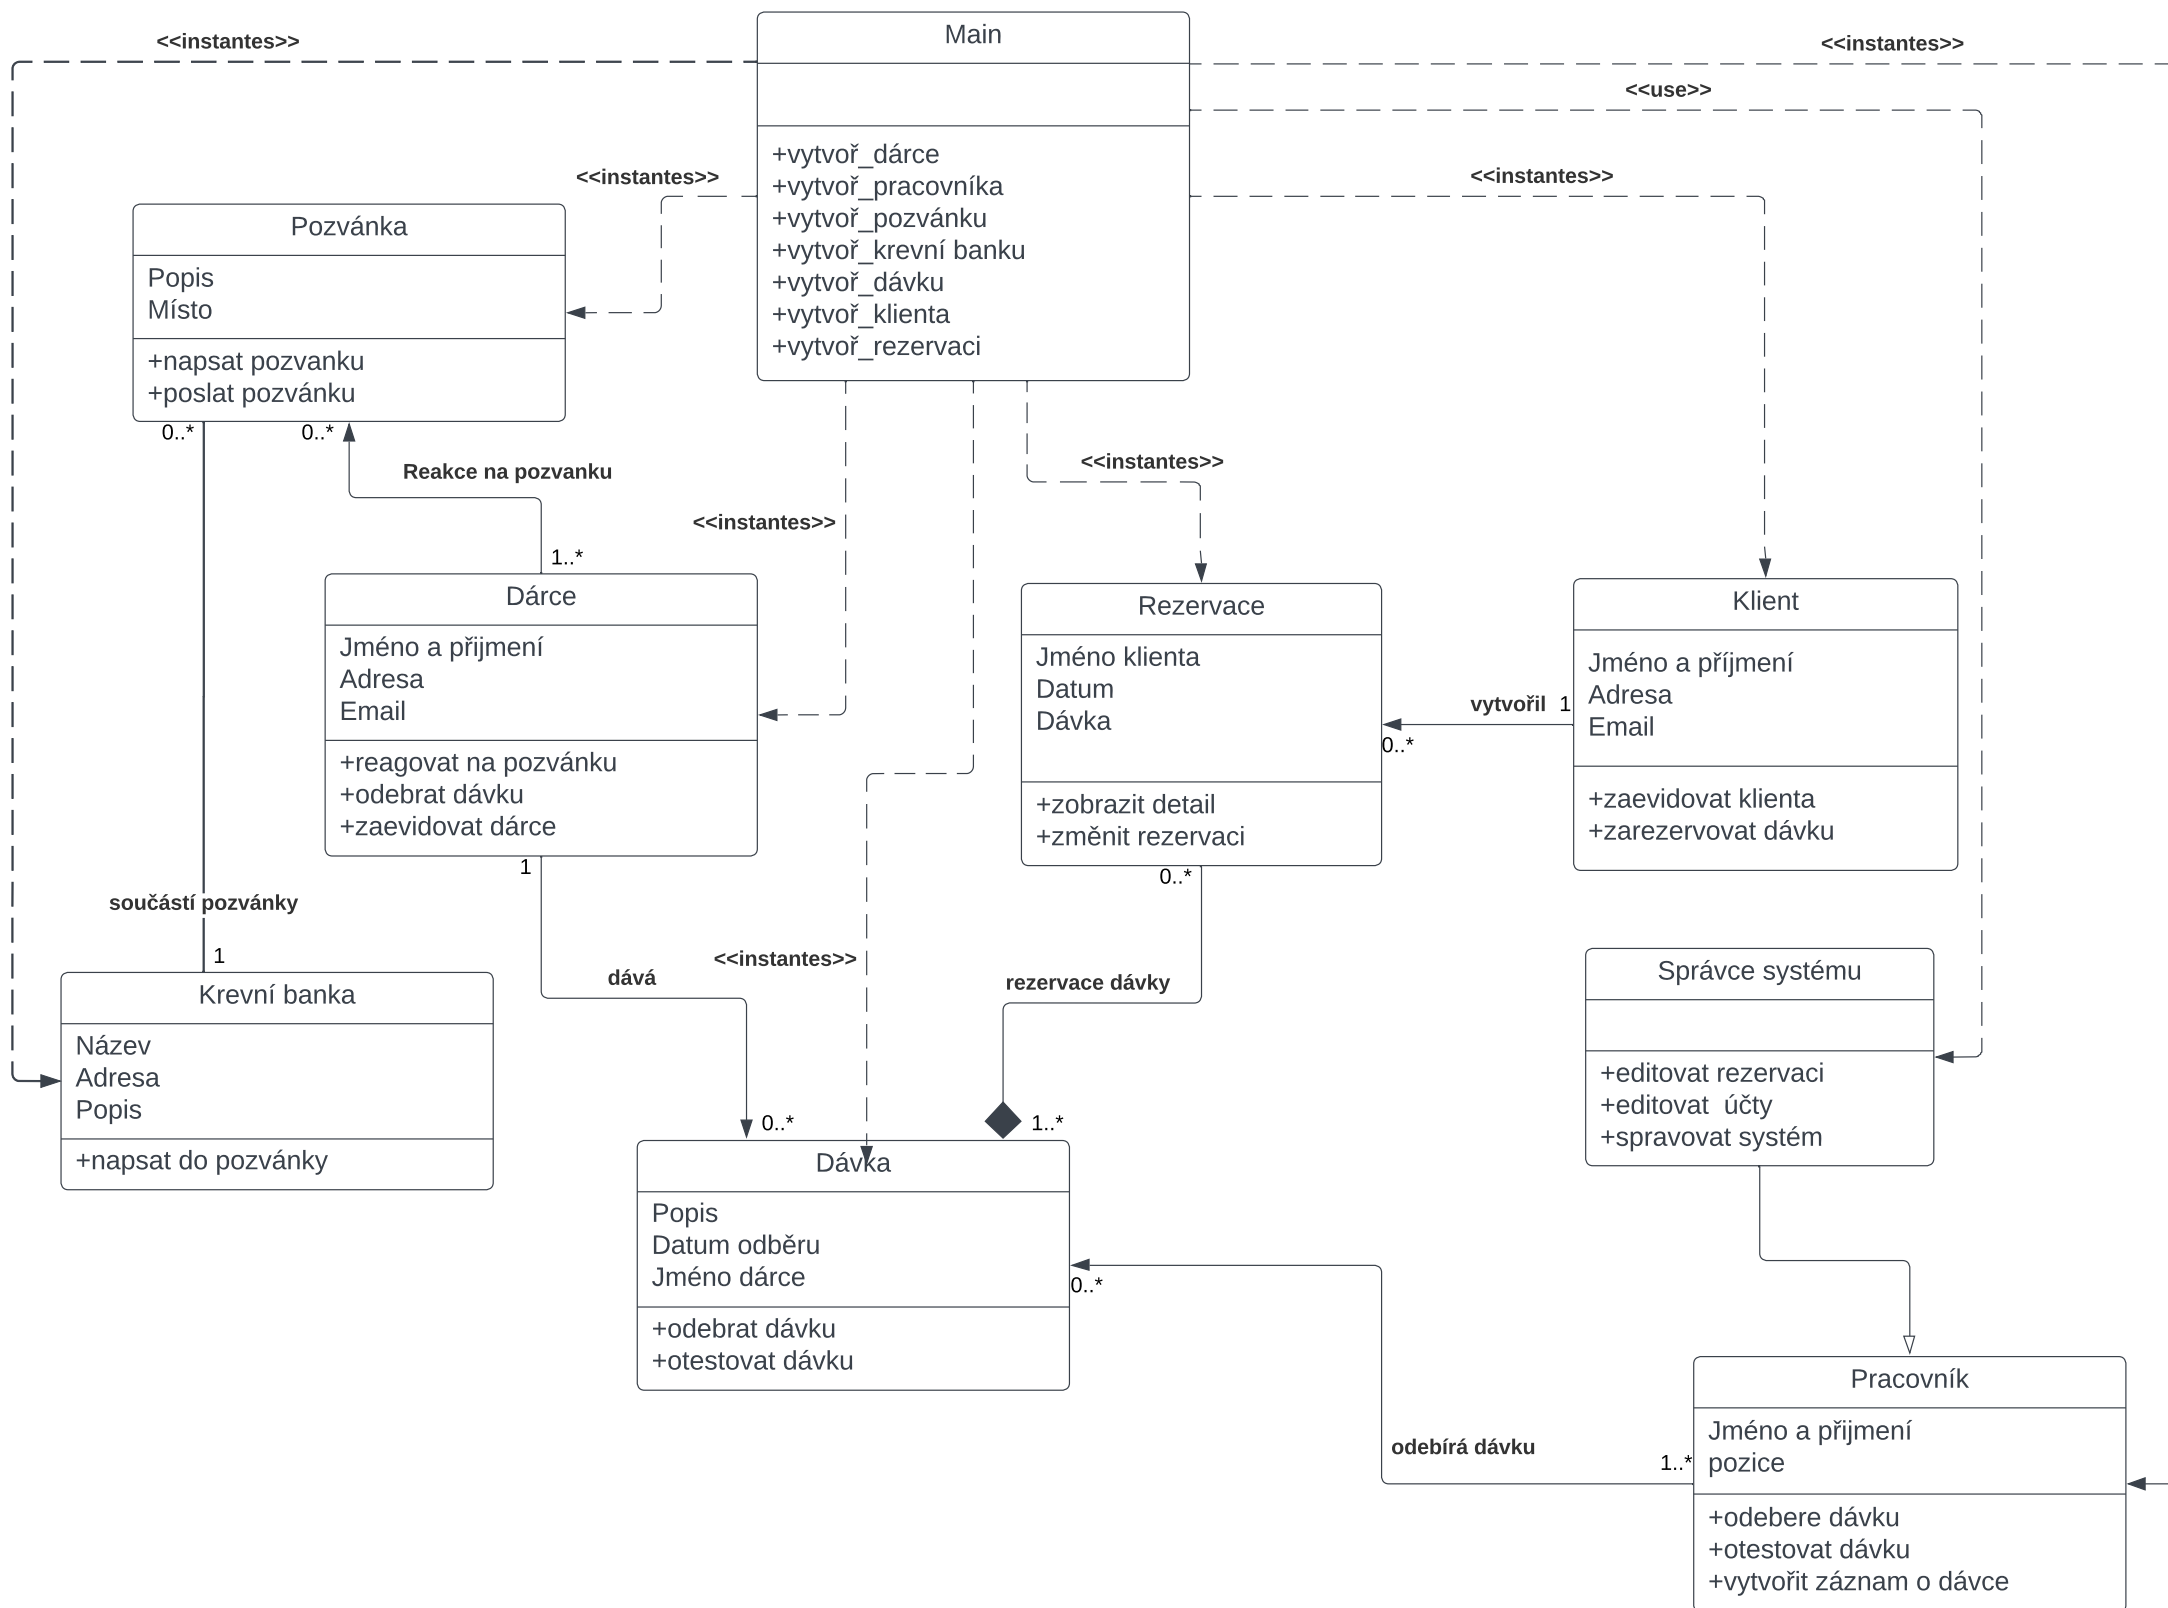 Main
<<instantes>>
<<instantes>>
<<use>>
+vytvoř_dárce
+vytvoř_pracovníka
+vytvoř_pozvánku
+vytvoř_krevní banku
+vytvoř_dávku
+vytvoř_klienta
+vytvoř_rezervaci
<<instantes>>
<<instantes>>
Pozvánka
Popis
Místo
+napsat pozvanku
+poslat pozvánku
0..*
0..*
Reakce na pozvanku
1..*
<<instantes>>
<<instantes>>
Dárce
Jméno a přijmení
Adresa
Email
+reagovat na pozvánku
+odebrat dávku
+zaevidovat dárce
1
Rezervace
Jméno klienta
Datum
Dávka
+zobrazit detail
+změnit rezervaci
0..*
vytvořil
1
0..*
Klient
Jméno a příjmení
Adresa
Email
+zaevidovat klienta
+zarezervovat dávku
součástí pozvánky
1
Krevní banka
Název
Adresa
Popis
+napsat do pozvánky
dává
<<instantes>>
rezervace dávky
0..*
1..*
Správce systému
+editovat rezervaci
+editovat  účty
+spravovat systém
Dávka
Popis
Datum odběru
Jméno dárce
+odebrat dávku
+otestovat dávku
0..*
odebírá dávku
1..*
Pracovník
Jméno a přijmení
pozice
+odebere dávku
+otestovat dávku
+vytvořit záznam o dávce